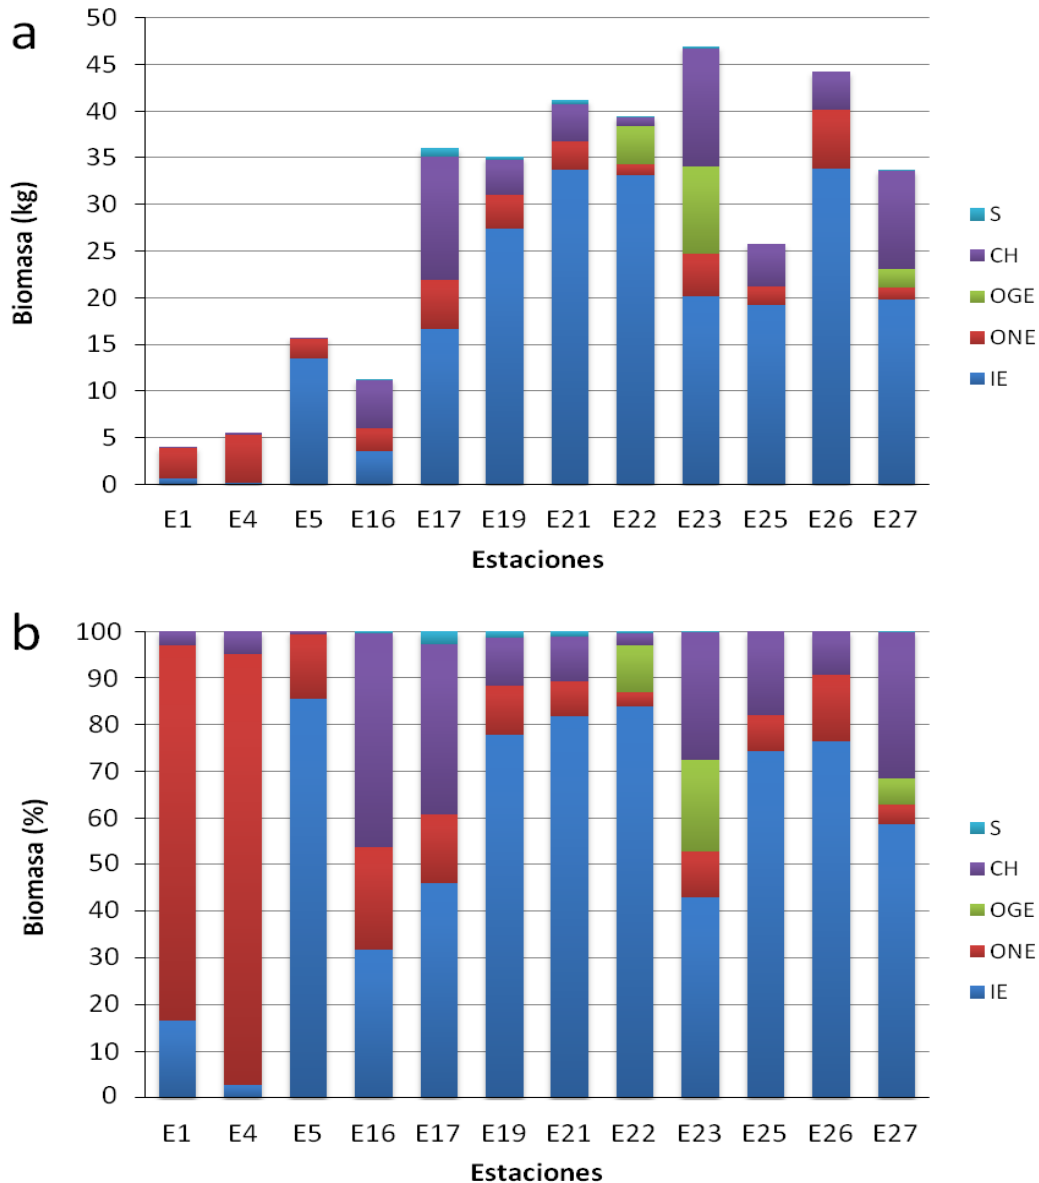 a
50
45
40
35
30
25
20
15
10
5
0
Biomasa (kg)
E1 E4 E5 E16 E17 E19 E21 E22 E23 E25 E26 E27
Estaciones
S
CH
OGE
ONE
IE
b
100
90
80
70
60
50
40
30
20
10
0
Biomasa (%)
E1 E4 E5 E16 E17 E19 E21 E22 E23 E25 E26 E27
Estaciones
S
CH
OGE
ONE
IE